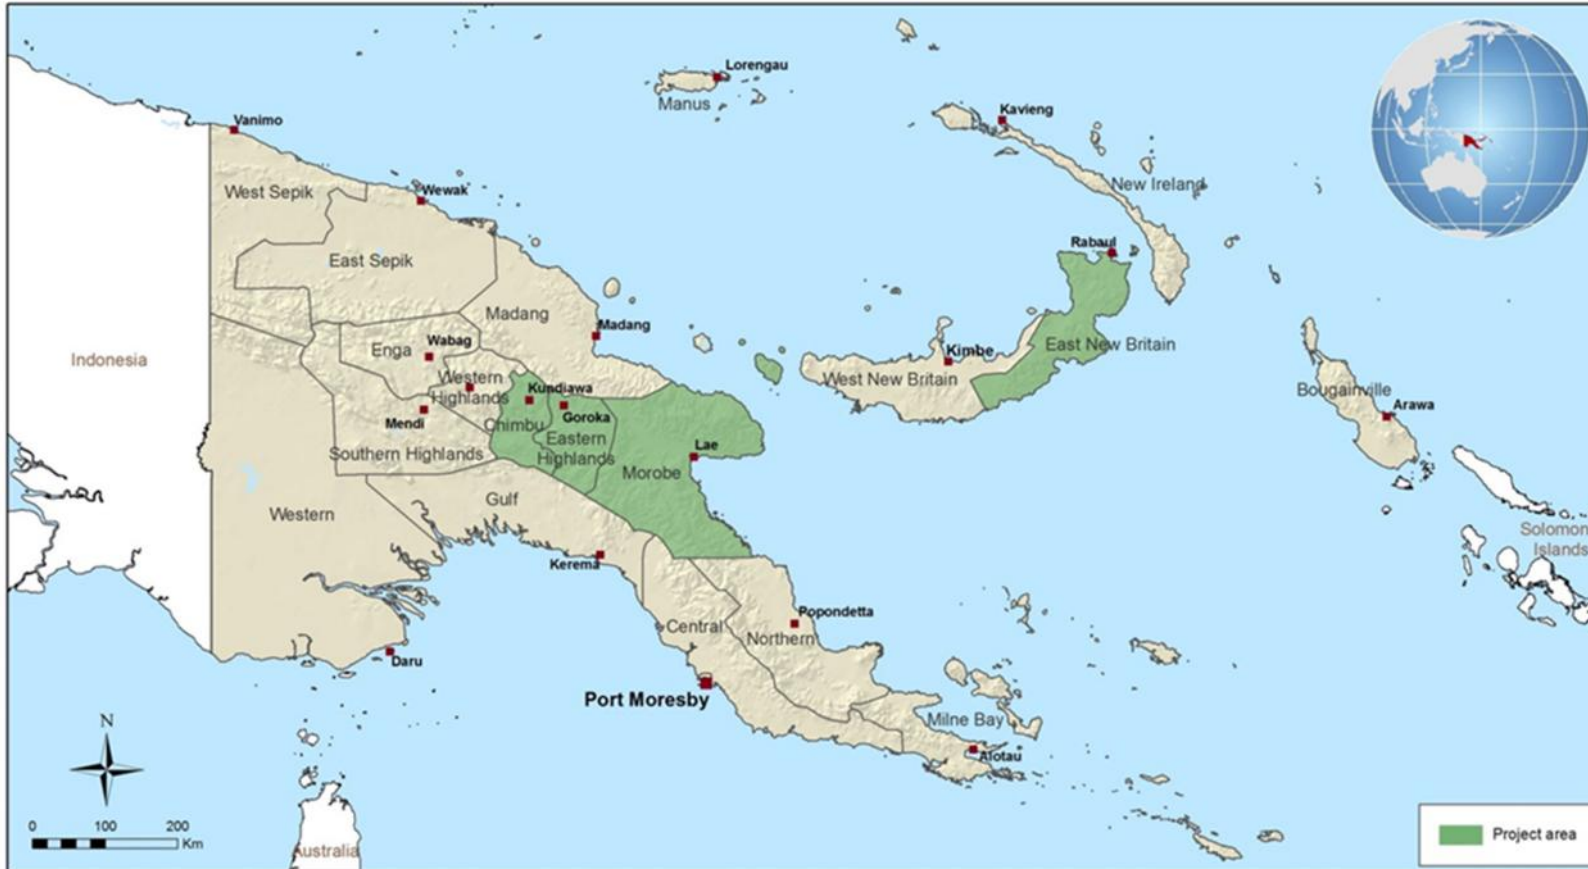 Lorengau
Manus
Kavieng
Vanimo
New Ireland
West Sepik
Wewak
Rabaul
East Sepik
Madang
Madang
Indonesia
Enga
Wabag
Kimbe
East New Britain
Western
Highlands
West New Britain
Kundiawa
Bougainville
Arawa
Mendi
Chimbu
Goroka
Eastern
Highlands
Southern Highlands
Lae
Morobe
Gulf
Western
Solomon
Islands
Kerema
Popondetta
Central
Northern
Daru
Port Moresby
N
Milne Bay
Alotau
0 100 200
Km
Australia
Project area